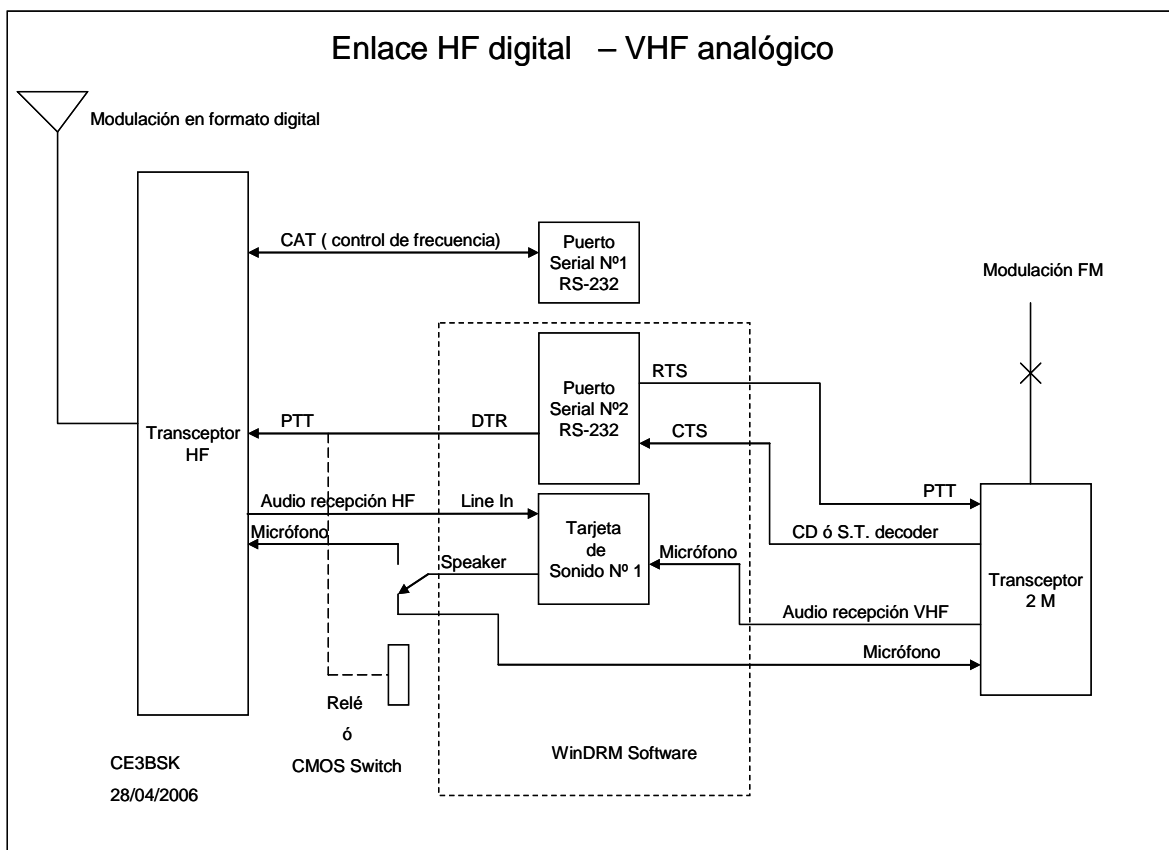 Enlace HF digital – VHF analógico
Modulación en formato digital
CAT ( control de frecuencia)
Puerto
Serial Nº1
RS-232
Modulación FM
Transceptor
HF
PTT
DTR
Puerto
Serial Nº2
RS-232
RTS
CTS
PTT
CD ó S.T. decoder
Audio recepción HF
Line In
Micrófono
Speaker
Tarjeta
de
Sonido Nº 1
Micrófono
Audio recepción VHF
Micrófono
Transceptor
2 M
Relé
ó
CMOS Switch
WinDRM Software
CE3BSK
28/04/2006